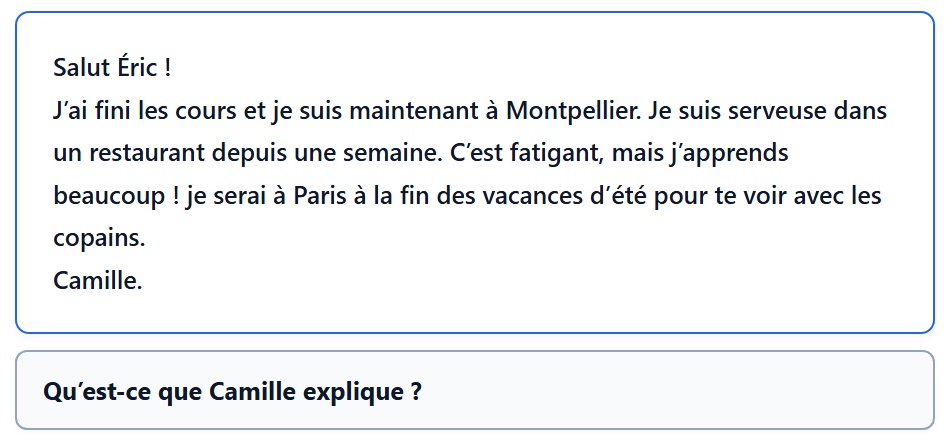 Salut Éric !
J’ai fini les cours et je suis maintenant à Montpellier. Je suis serveuse dans
un restaurant depuis une semaine. C’est fatigant, mais j’apprends
beaucoup ! je serai à Paris à la fin des vacances d’été pour te voir avec les
copains.
Camille.
Qu’est-ce que Camille explique ?